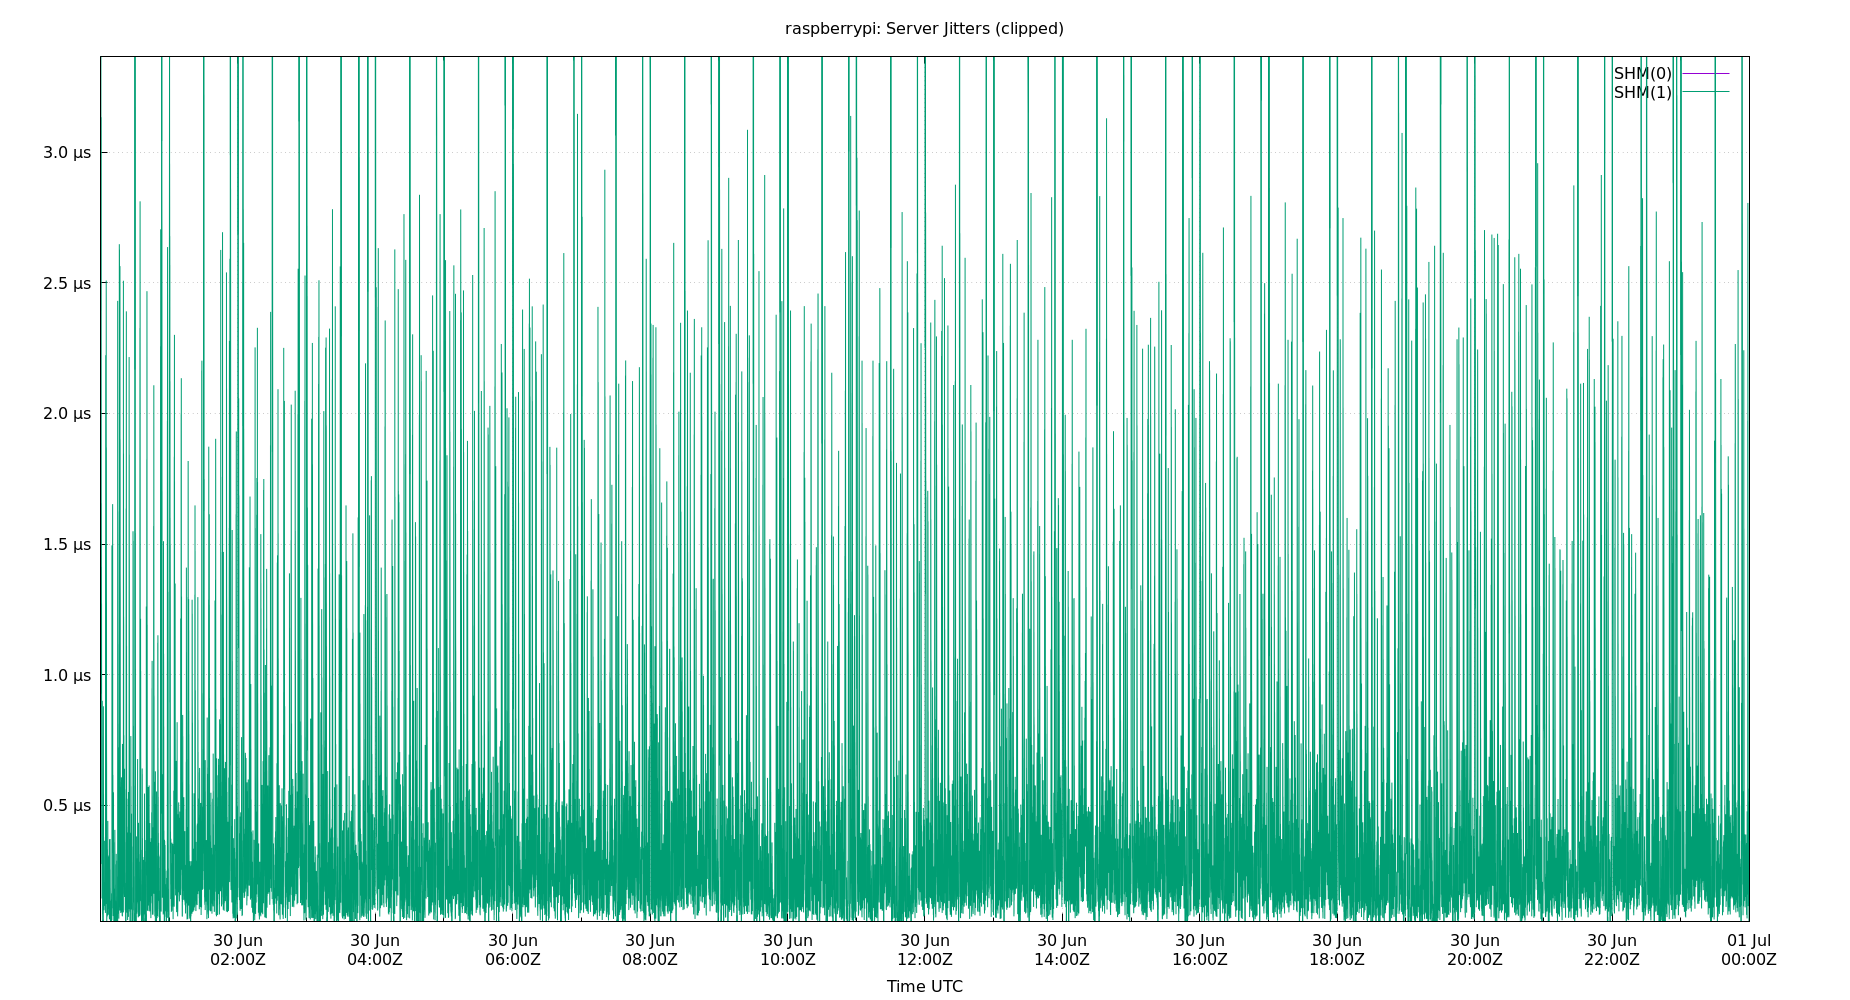 raspberrypi: Server Jitters (clipped)
SHM(0)
SHM(1)
3.0 µs
2.5 µs
2.0 µs
1.5 µs
1.0 µs
0.5 µs
30 Jun 30 Jun 30 Jun 30 Jun 30 Jun 30 Jun 30 Jun 30 Jun 30 Jun 30 Jun 30 Jun 01 Jul
02:00Z 04:00Z 06:00Z 08:00Z 10:00Z 12:00Z 14:00Z 16:00Z 18:00Z 20:00Z 22:00Z 00:00Z
Time UTC